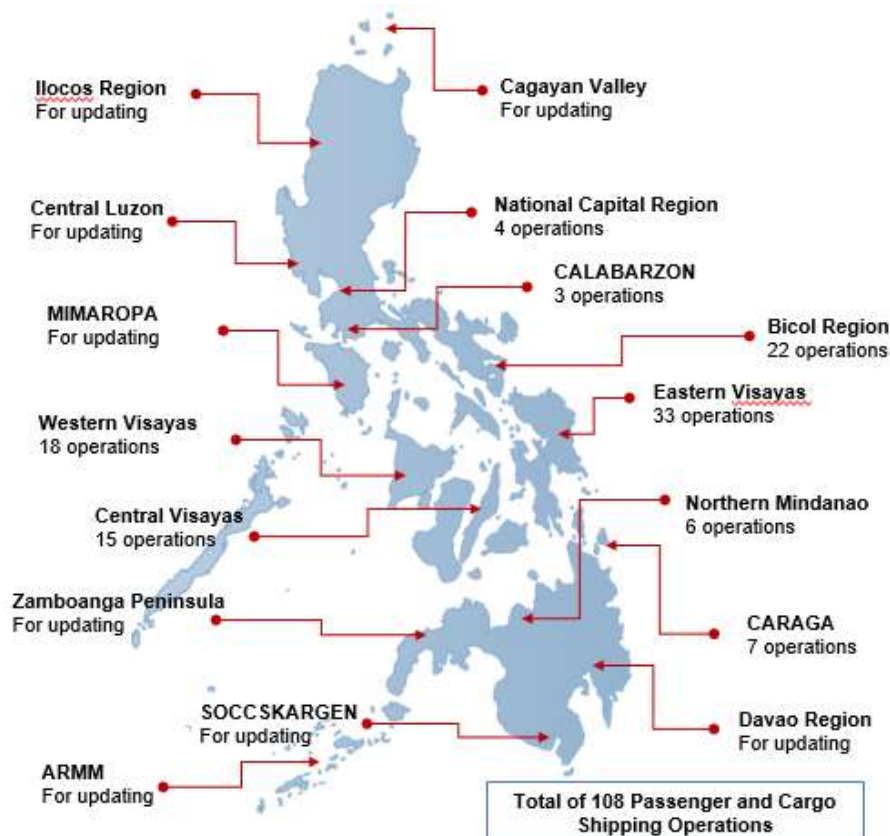 Ilocos Region
For updating
Cagayan Valley
For updating
Central Luzon
For updating
National Capital Region
4 operations
CALABARZON
3 operations
MIMAROPA
For updating
Bicol Region
22 operations
Eastern Visayas
33 operations
Western Visayas
18 operations
Northern Mindanao
6 operations
Central Visayas
15 operations
Zamboanga Peninsula
For updating
CARAGA
7 operations
SOCCSKARGEN
For updating
Davao Region
For updating
ARMM
For updating
Total of 108 Passenger and Cargo
Shipping Operations